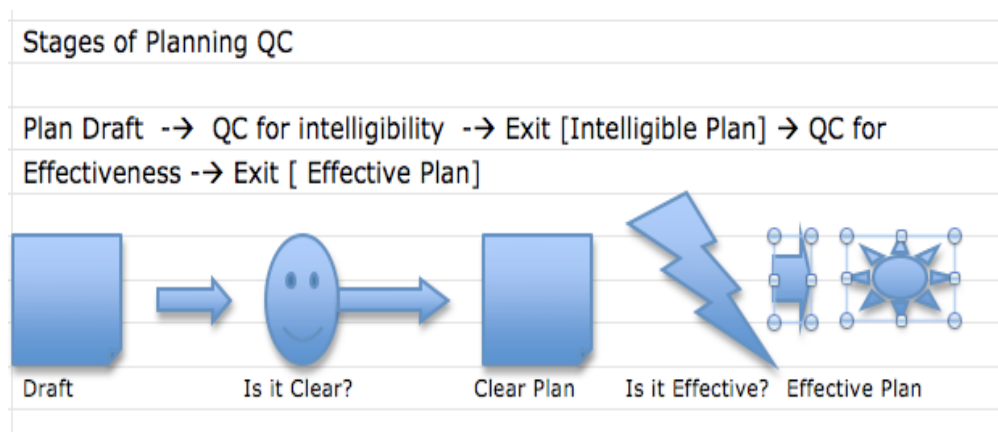 Stages of Planning QC
Plan Draft -→ QC for intelligibility -→ Exit [Intelligible Plan] → QC for
Effectiveness -→ Exit [ Effective Plan]
Draft Is it Clear? Clear Plan Is it Effective? Effective Plan